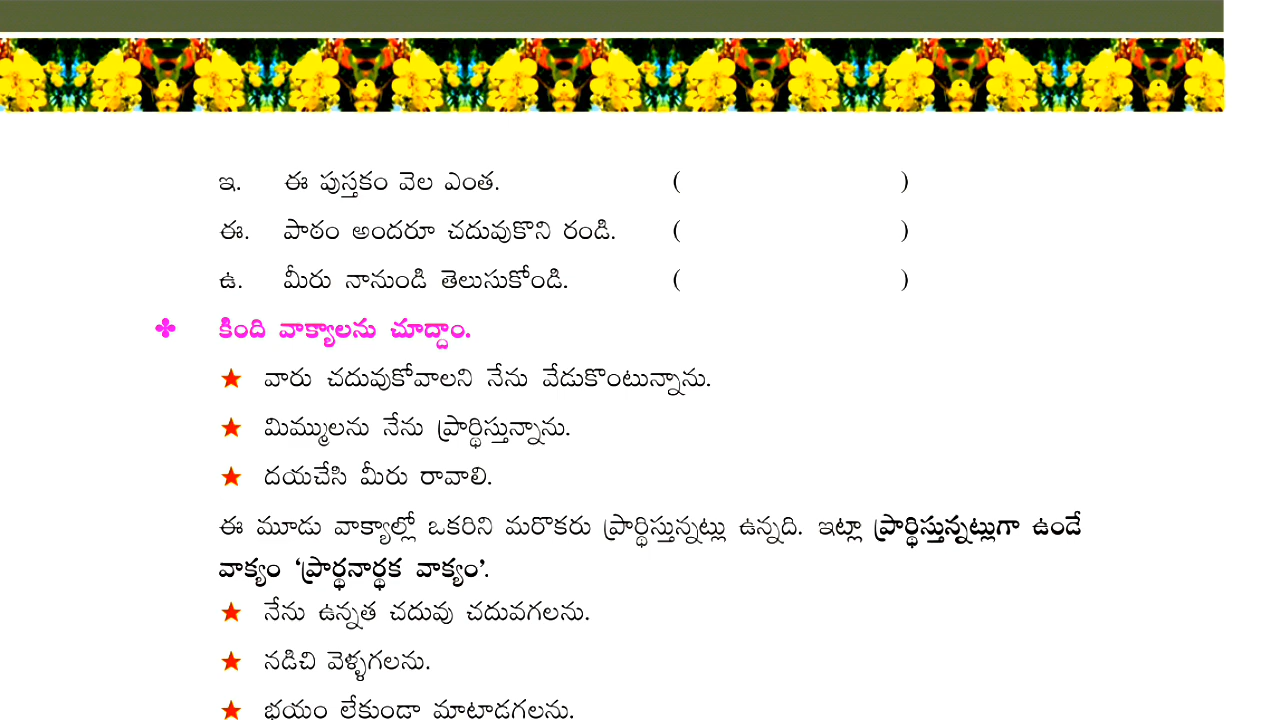 ఇ. ఈ పుస్తకం వెల ఎంత. ( )
ఈ. పాఠం అందరూ చదువుకొని రండి. ( )
ఉ. మీరు నానుండి తెలుసుకోండి. ( )
కింది వాక్యాలను చూద్దాం.
వారు చదువుకోవాలని నేను వేడుకొంటున్నాను.
మిమ్ములను నేను ప్రార్థిస్తున్నాను.
దయచేసి మీరు రావాలి.
ఈ మూడు వాక్యాల్లో ఒకరిని మరొకరు ప్రార్థిస్తున్నట్లు ఉన్నది. ఇట్లా ప్రార్థిస్తున్నట్లుగా ఉండే
వాక్యం ‘ప్రార్థనార్థక వాక్యం’.
నేను ఉన్నత చదువు చదువగలను.
నడిచి వెళ్ళగలను.
భయం లేకుండా మాటాడగలను.